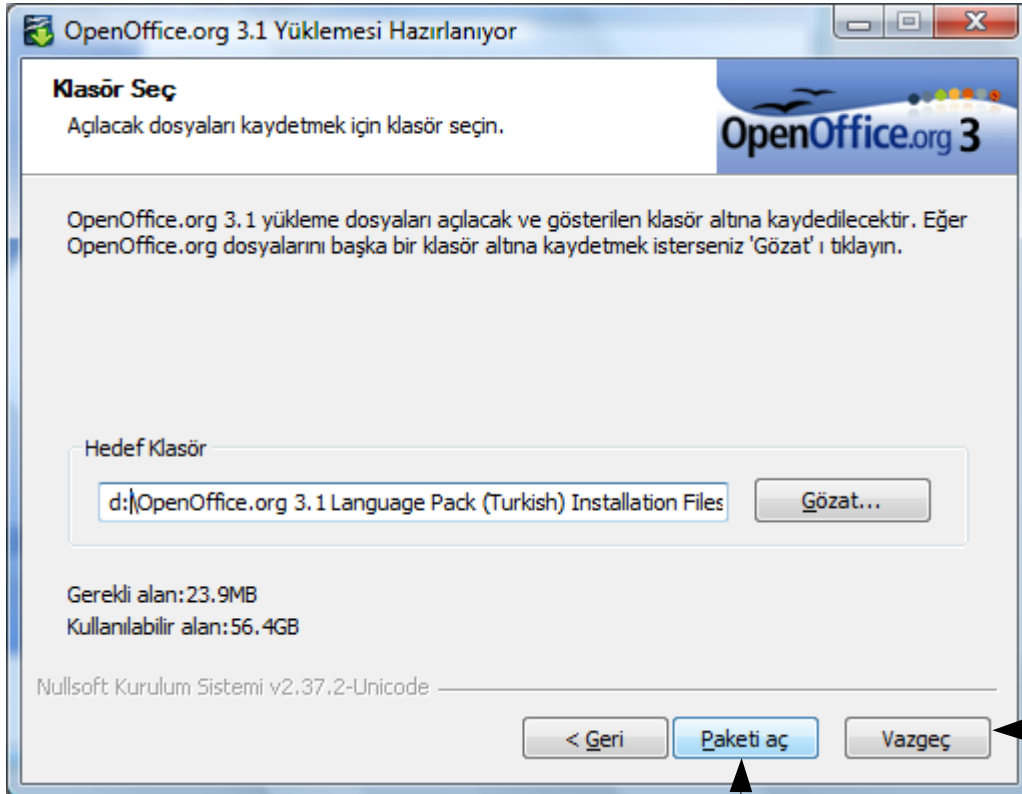 OpenOffice.org 3.1 Yüklemesi Hazırlanıyor
Klasör Seç
Açılacak dosyaları kaydetmek için klasör seçin.
OpenOffice.org 3
OpenOffice.org 3.1 yükleme dosyaları açılacak ve gösterilen klasör altına kaydedilecektir. Eğer
OpenOffice.org dosyalarını başka bir klasör altına kaydetmek isterseniz 'Gözat' ı tıklayın.
Hedef Klasör
d:\OpenOffice.org 3.1 Language Pack (Turkish) Installation Files
Gözat...
Gerekli alan:23.9MB
Kullanılabilir alan:56.4GB
Nullsoft Kurulum Sistemi v2.37.2-Unicode
< Geri Paketi aç Vazgeç